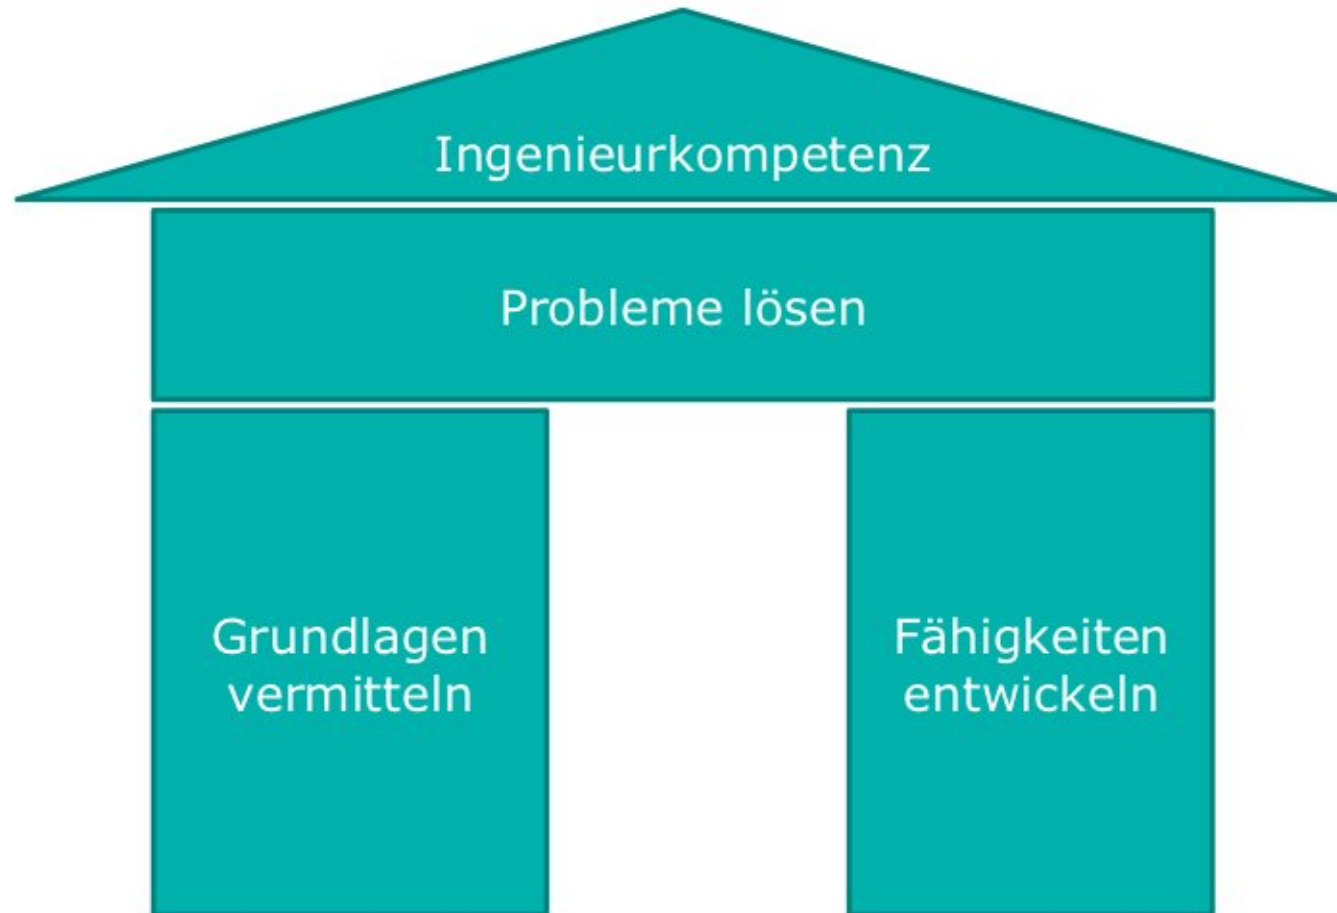 Ingenieurkompetenz
Probleme lösen
Grundlagen
vermitteln
Fähigkeiten
entwickeln